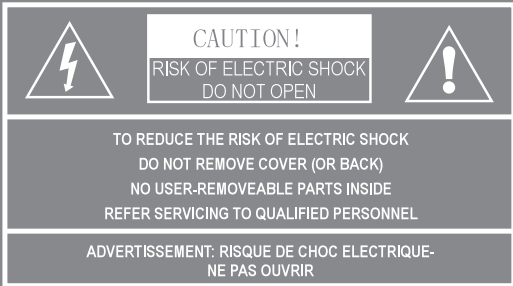 CAUTION!
RISK OF ELECTRIC SHOCK
DO NOT OPEN
TO REDUCE THE RISK OF ELECTRIC SHOCK
DO NOT REMOVE COVER (OR BACK)
NO USER-REMOVEABLE PARTS INSIDE
REFER SERVICING TO QUALIFIED PERSONNEL
ADVERTISSEMENT: RISQUE DE CHOC ELECTRIQUE-
NE PAS OUVRIR